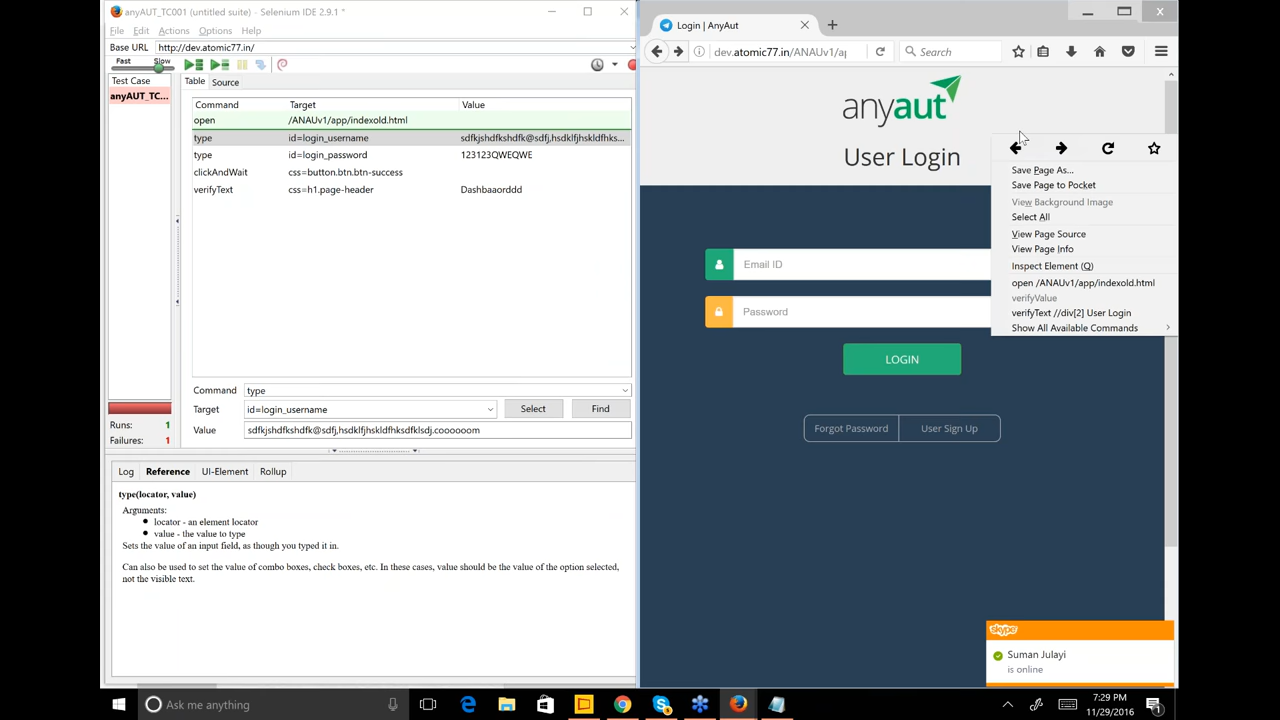 anyAUT_TC001 (untitled suite) - Selenium IDE 2.9.1 *
File Edit Actions Options Help
Base URL http://dev.atomic77.in/
Fast Slow
Test Case
anyAUT_TC...
Table Source
Command Target Value
open /ANAUv1/app/indexold.html
type id=login_username sdfkjshdfkshdfk@sdfj,hsdklfjhskldfhks...
type id=login_password 123123QWEQWE
clickAndWait css=button.btn.btn-success
verifyText css=h1.page-header Dashbaaorddd
Command type
Target id=login_username Select Find
Value sdfkjshdfkshdfk@sdfj,hsdklfjhskldfhksdfklsdj.coooooom
Runs: 1
Failures: 1
Log Reference UI-Element Rollup
type(locator, value)
Arguments:
locator - an element locator
value - the value to type
Sets the value of an input field, as though you typed it in.
Can also be used to set the value of combo boxes, check boxes, etc. In these cases, value should be the value of the option selected,
not the visible text.
Login | AnyAut
dev.atomic77.in/ANAUv1/ap
Search
anyaut
User Login
Email ID
Password
LOGIN
Forgot Password User Sign Up
Save Page As...
Save Page to Pocket
View Background Image
Select All
View Page Source
View Page Info
Inspect Element (Q)
open /ANAUv1/app/indexold.html
verifyValue
verifyText //div[2] User Login
Show All Available Commands
skype
Suman Julayi
is online
Ask me anything
7:29 PM
11/29/2016
1